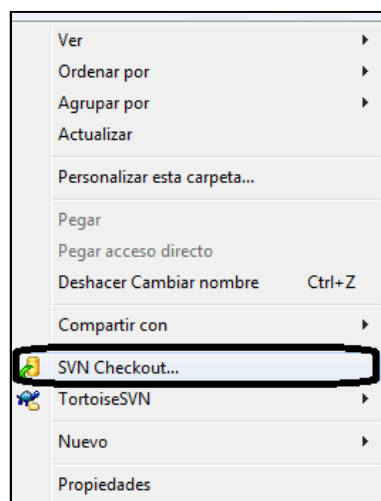 Ver
Ordenar por
Agrupar por
Actualizar
Personalizar esta carpeta...
Pegar
Pegar acceso directo
Deshacer Cambiar nombre Ctrl+Z
Compartir con
SVN Checkout...
TortoiseSVN
Nuevo
Propiedades